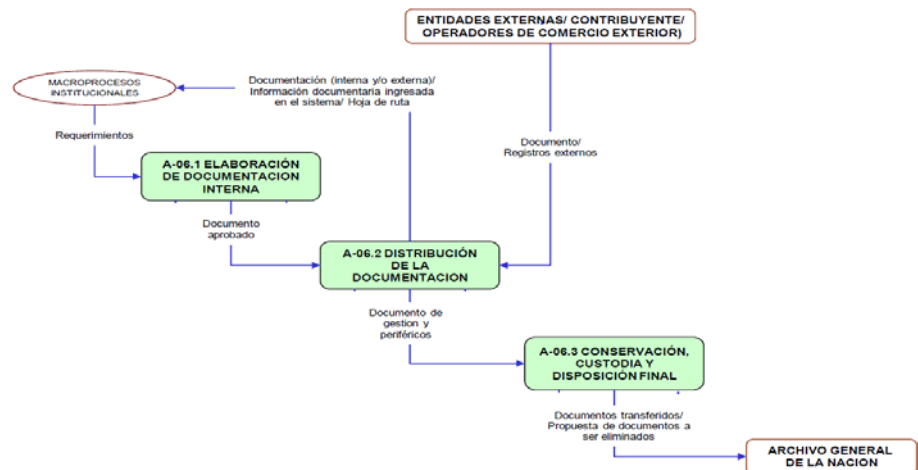 ENTIDADES EXTERNAS/ CONTRIBUYENTE/
OPERADORES DE COMERCIO EXTERIOR)
MACROPROCESOS
INSTITUCIONALES
Documentación (interna y/o externa)/
Información documentaria ingresada
en el sistema/ Hoja de ruta
Requerimientos
Documento/
Registros externos
A-06.1 ELABORACIÓN
DE DOCUMENTACION
INTERNA
Documento
aprobado
A-06.2 DISTRIBUCIÓN
DE LA
DOCUMENTACION
Documento de
gestion y
periféricos
A-06.3 CONSERVACIÓN,
CUSTODIA Y
DISPOSICIÓN FINAL
Documentos transferidos/
Propuesta de documentos a
ser eliminados
ARCHIVO GENERAL
DE LA NACION